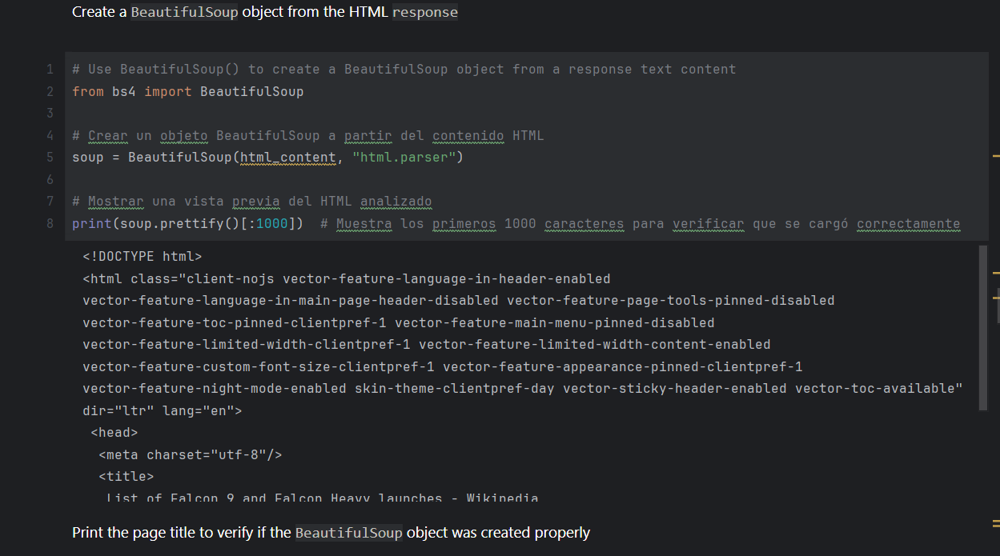 Create a BeautifulSoup object from the HTML response
1 # Use BeautifulSoup() to create a BeautifulSoup object from a response text content
2 from bs4 import BeautifulSoup
3
4 # Crear un objeto BeautifulSoup a partir del contenido HTML
5 soup = BeautifulSoup(html_content, "html.parser")
6
7 # Mostrar una vista previa del HTML analizado
8 print(soup.prettify()[:1000])  # Muestra los primeros 1000 caracteres para verificar que se cargó correctamente
<!DOCTYPE html>
<html class="client-nojs vector-feature-language-in-header-enabled
vector-feature-language-in-main-page-header-disabled vector-feature-page-tools-pinned-disabled
vector-feature-toc-pinned-clientpref-1 vector-feature-main-menu-pinned-disabled
vector-feature-limited-width-clientpref-1 vector-feature-limited-width-content-enabled
vector-feature-custom-font-size-clientpref-1 vector-feature-appearance-pinned-clientpref-1
vector-feature-night-mode-enabled skin-theme-clientpref-day vector-sticky-header-enabled vector-toc-available"
dir="ltr" lang="en">
<head>
<meta charset="utf-8"/>
<title>
List of Falcon 9 and Falcon Heavy launches - Wikipedia
Print the page title to verify if the BeautifulSoup object was created properly